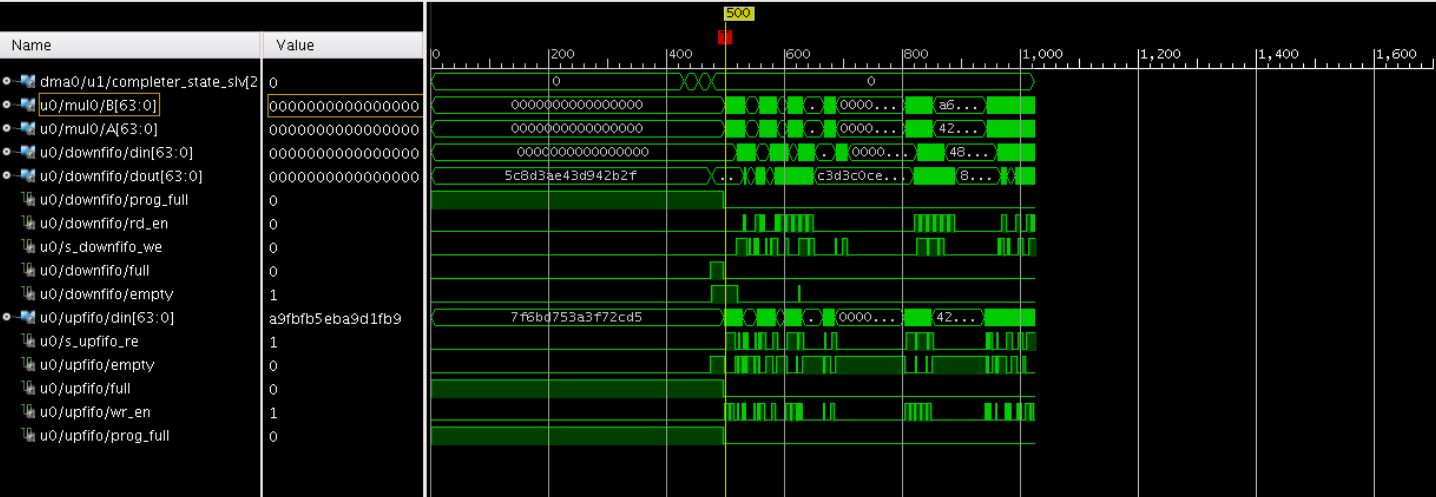 500
Name Value
0 200 400 600 800 1,000 1,200 1,400 1,600
dma0/u1/completer_state_slv[2 0 0 0
u0/mul0/B[63:0] 0000000000000000 0000000000000000 . 0000... a6...
u0/mul0/A[63:0] 0000000000000000 0000000000000000 . 0000... 42...
u0/downfifo/din[63:0] 0000000000000000 0000000000000000 . 0000... 48...
u0/downfifo/dout[63:0] 0000000000000000 5c8d3ae43d942b2f .. c3d3c0ce... 8...
u0/downfifo/prog_full 0
u0/downfifo/rd_en 0
u0/s_downfifo_we 0
u0/downfifo/full 0
u0/downfifo/empty 1
u0/upfifo/din[63:0] a9fbfb5eba9d1fb9 7f6bd753a3f72cd5 . 0000... 42...
u0/s_upfifo_re 1
u0/upfifo/empty 0
u0/upfifo/full 0
u0/upfifo/wr_en 1
u0/upfifo/prog_full 0